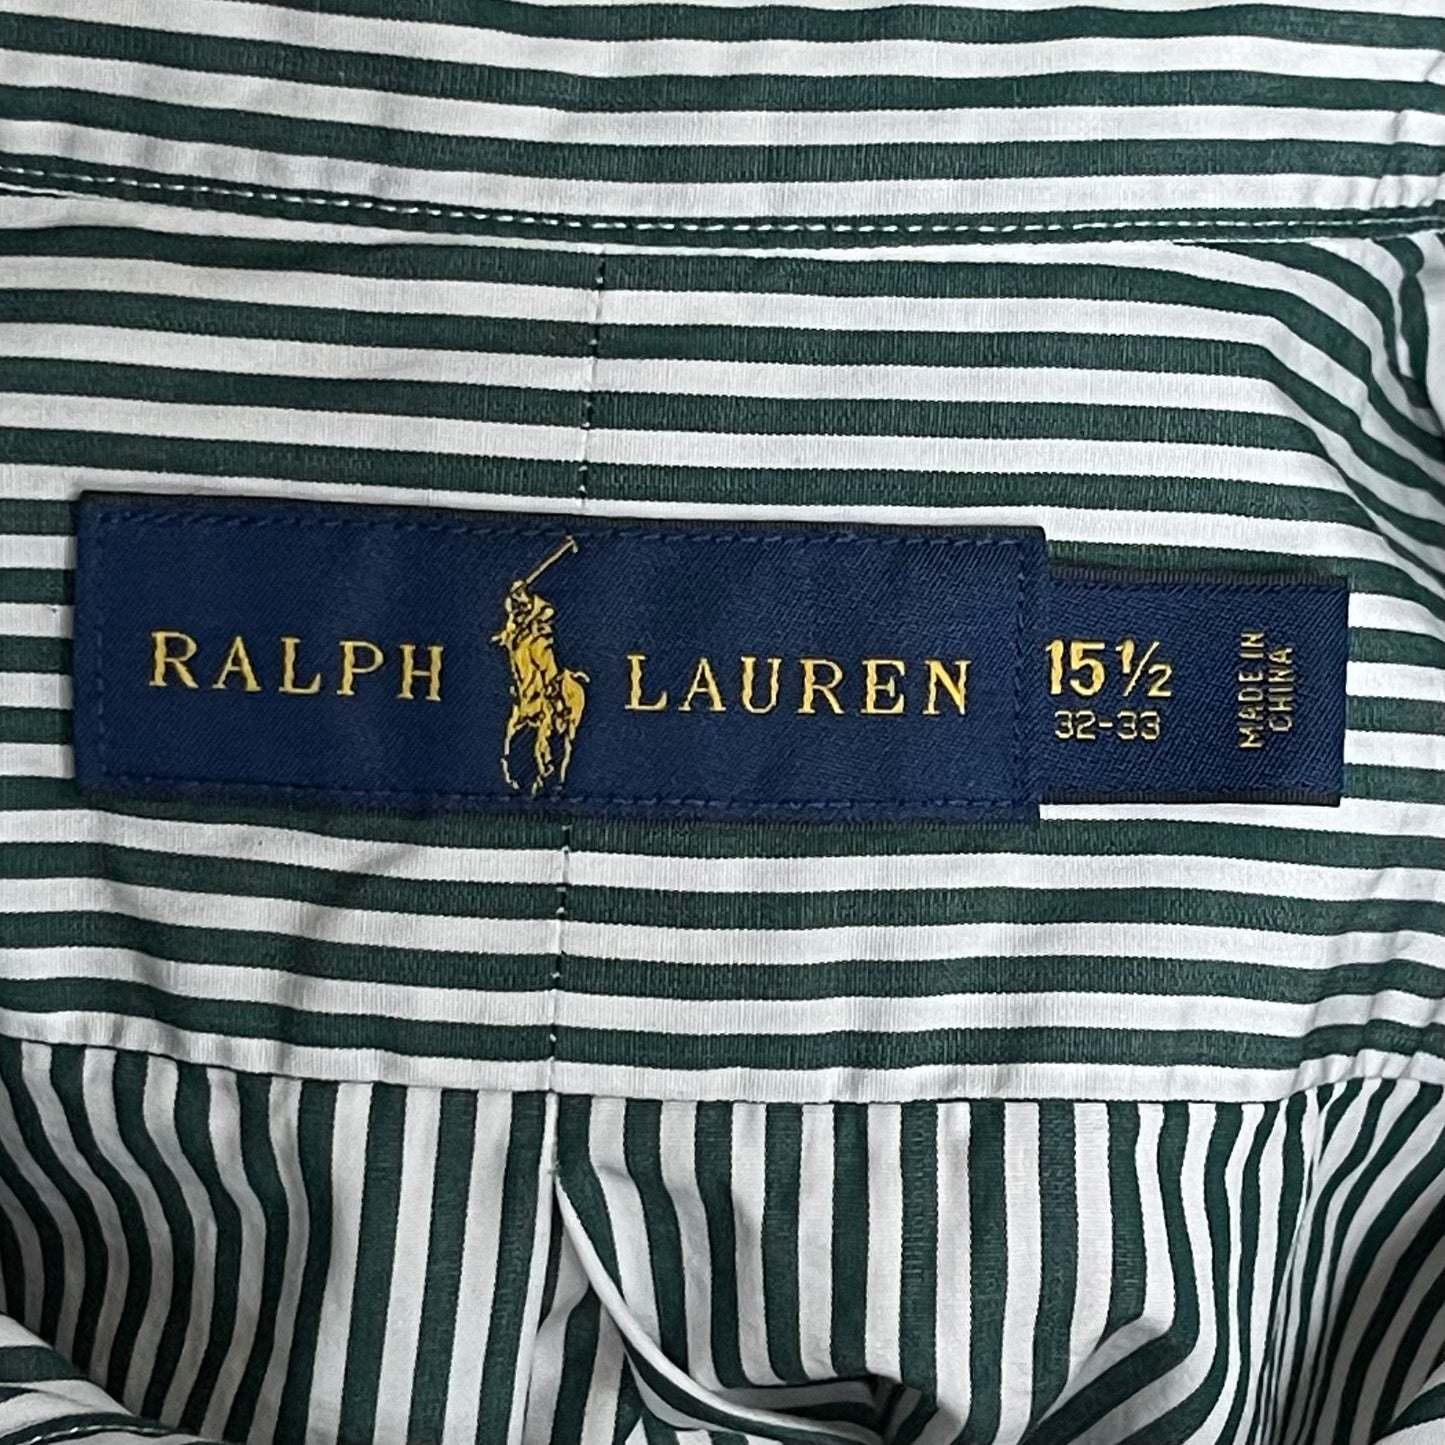 RALPH LAUREN
15½
32-33
MADE IN
CHINA